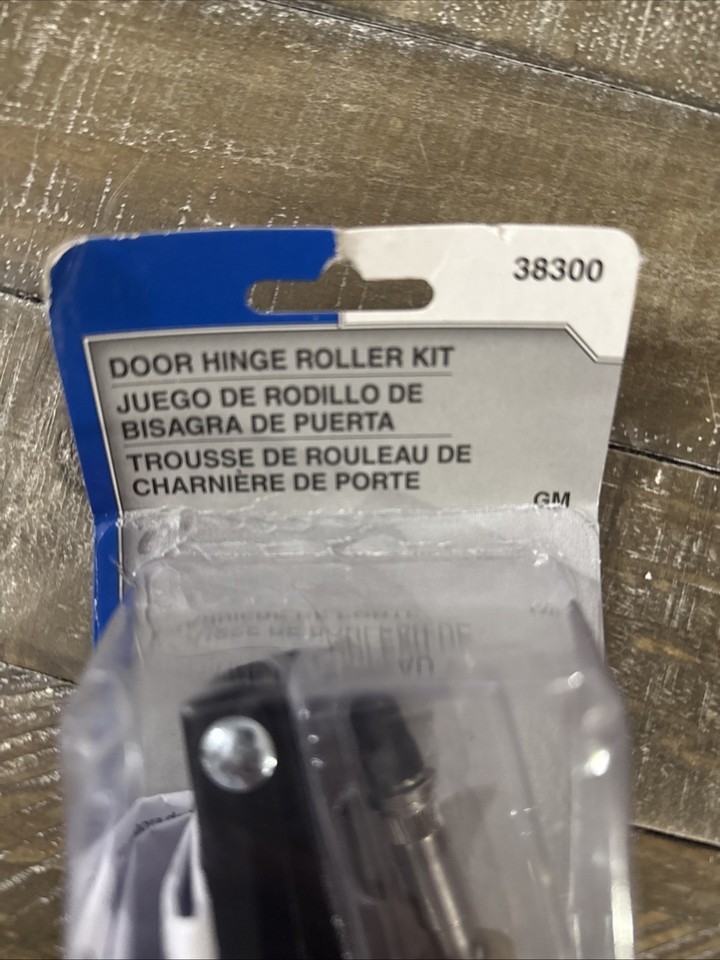 38300
DOOR HINGE ROLLER KIT
JUEGO DE RODILLO DE
BISAGRA DE PUERTA
TROUSSE DE ROULEAU DE
CHARNIÈRE DE PORTE
GM